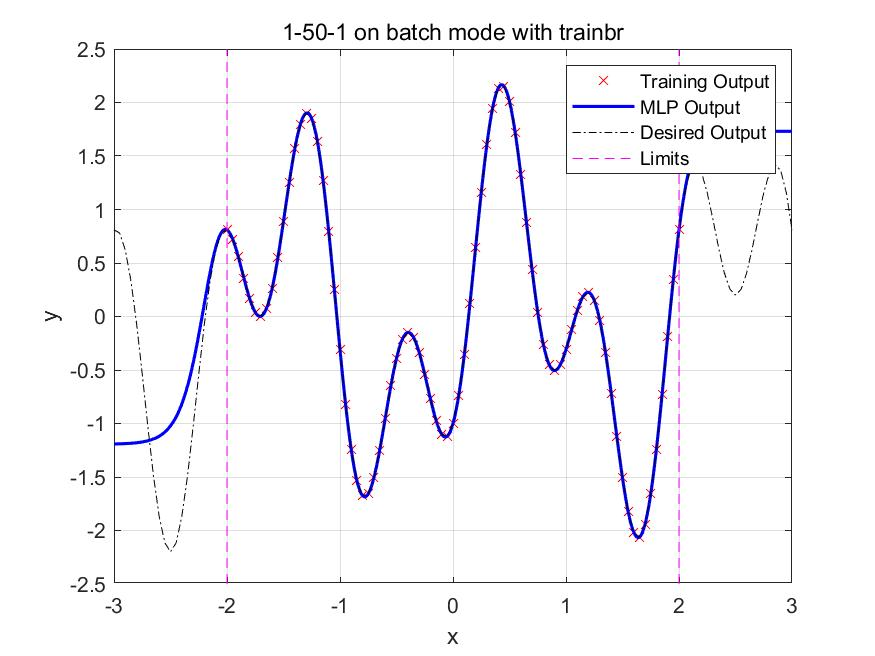 1-50-1 on batch mode with trainbr
2.5
2
1.5
1
0.5
0
-0.5
-1
-1.5
-2
-2.5
y
Training Output
MLP Output
Desired Output
Limits
-3 -2 -1 0 1 2 3
x